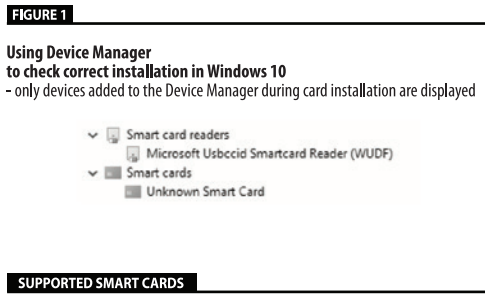 FIGURE 1
Using Device Manager
to check correct installation in Windows 10
- only devices added to the Device Manager during card installation are displayed
Smart card readers
Microsoft Usbccid Smartcard Reader (WUDF)
Smart cards
Unknown Smart Card
SUPPORTED SMART CARDS